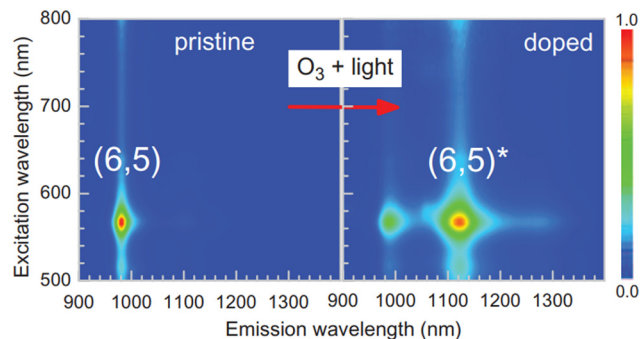 800
700
600
500
Excitation wavelength (nm)
pristine
(6,5)
O₃ + light
doped
(6,5)*
900 1000 1100 1200 1300 900 1000 1100 1200 1300
Emission wavelength (nm)
1.0
0.0